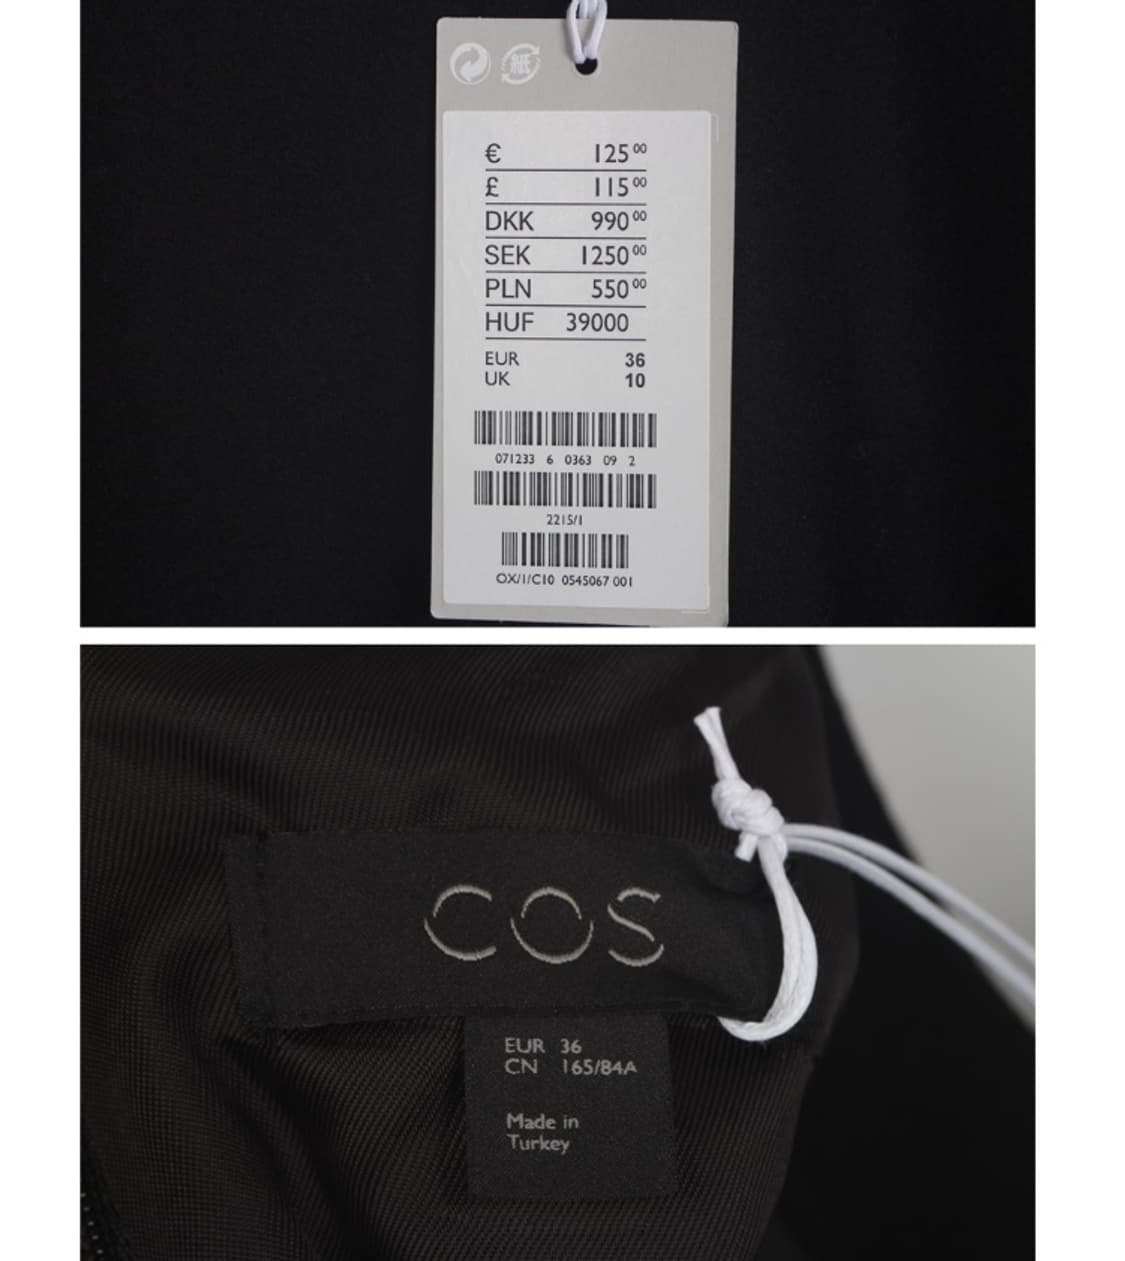 紙
€ 125 00
£ 115 00
DKK 990 00
SEK 1250 00
PLN 550 00
HUF 39000
EUR 36
UK 10
071233 6 0363 09 2
2215/1
OX/1/C10 0545067 001
COS
EUR 36
CN 165/84A
Made in
Turkey